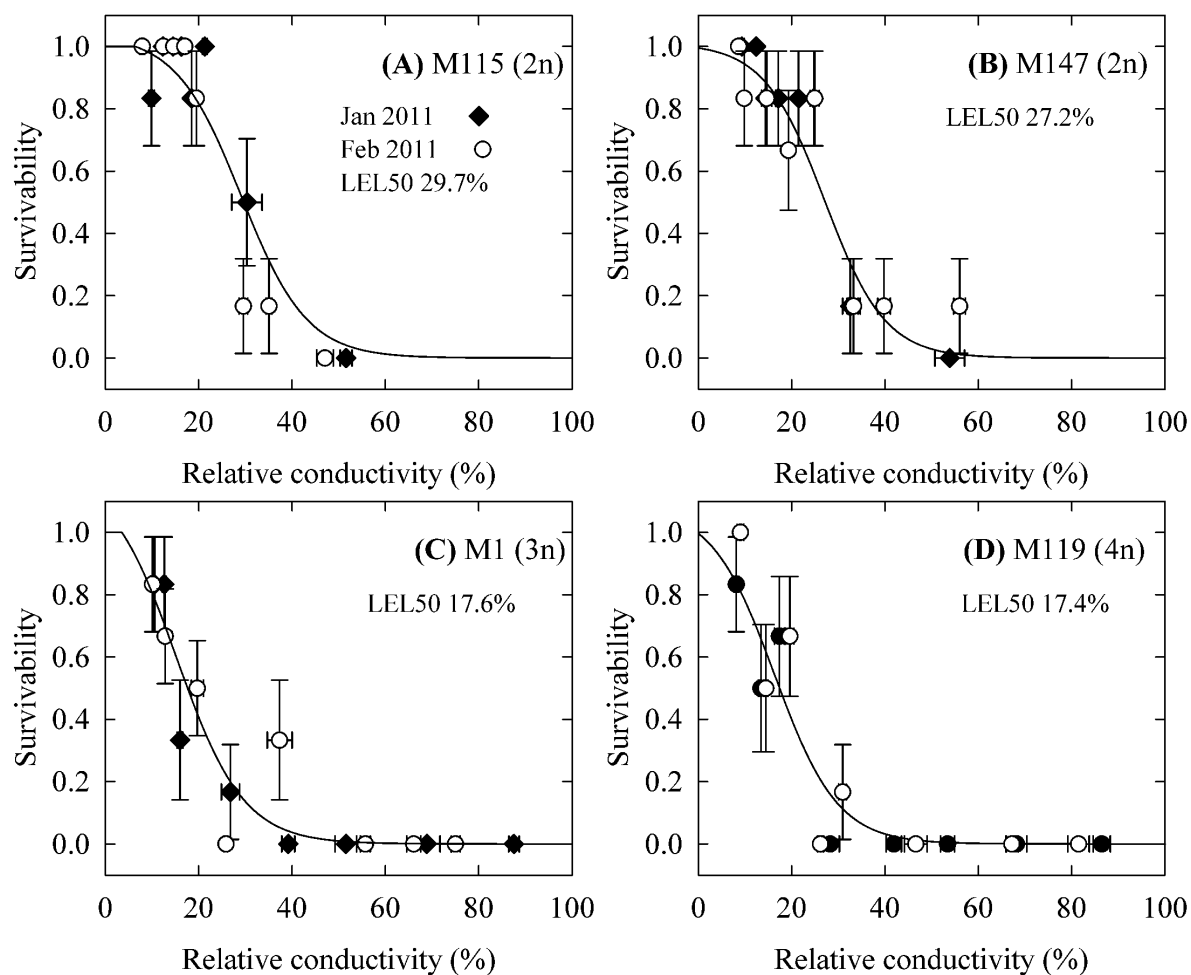 (A) M115 (2n)
Jan 2011
Feb 2011
LEL50 29.7%
Survivability
1.0
0.8
0.6
0.4
0.2
0.0
0 20 40 60 80 100
Relative conductivity (%)
(B) M147 (2n)
LEL50 27.2%
Survivability
1.0
0.8
0.6
0.4
0.2
0.0
0 20 40 60 80 100
Relative conductivity (%)
(C) M1 (3n)
LEL50 17.6%
Survivability
1.0
0.8
0.6
0.4
0.2
0.0
0 20 40 60 80 100
Relative conductivity (%)
(D) M119 (4n)
LEL50 17.4%
Survivability
1.0
0.8
0.6
0.4
0.2
0.0
0 20 40 60 80 100
Relative conductivity (%)